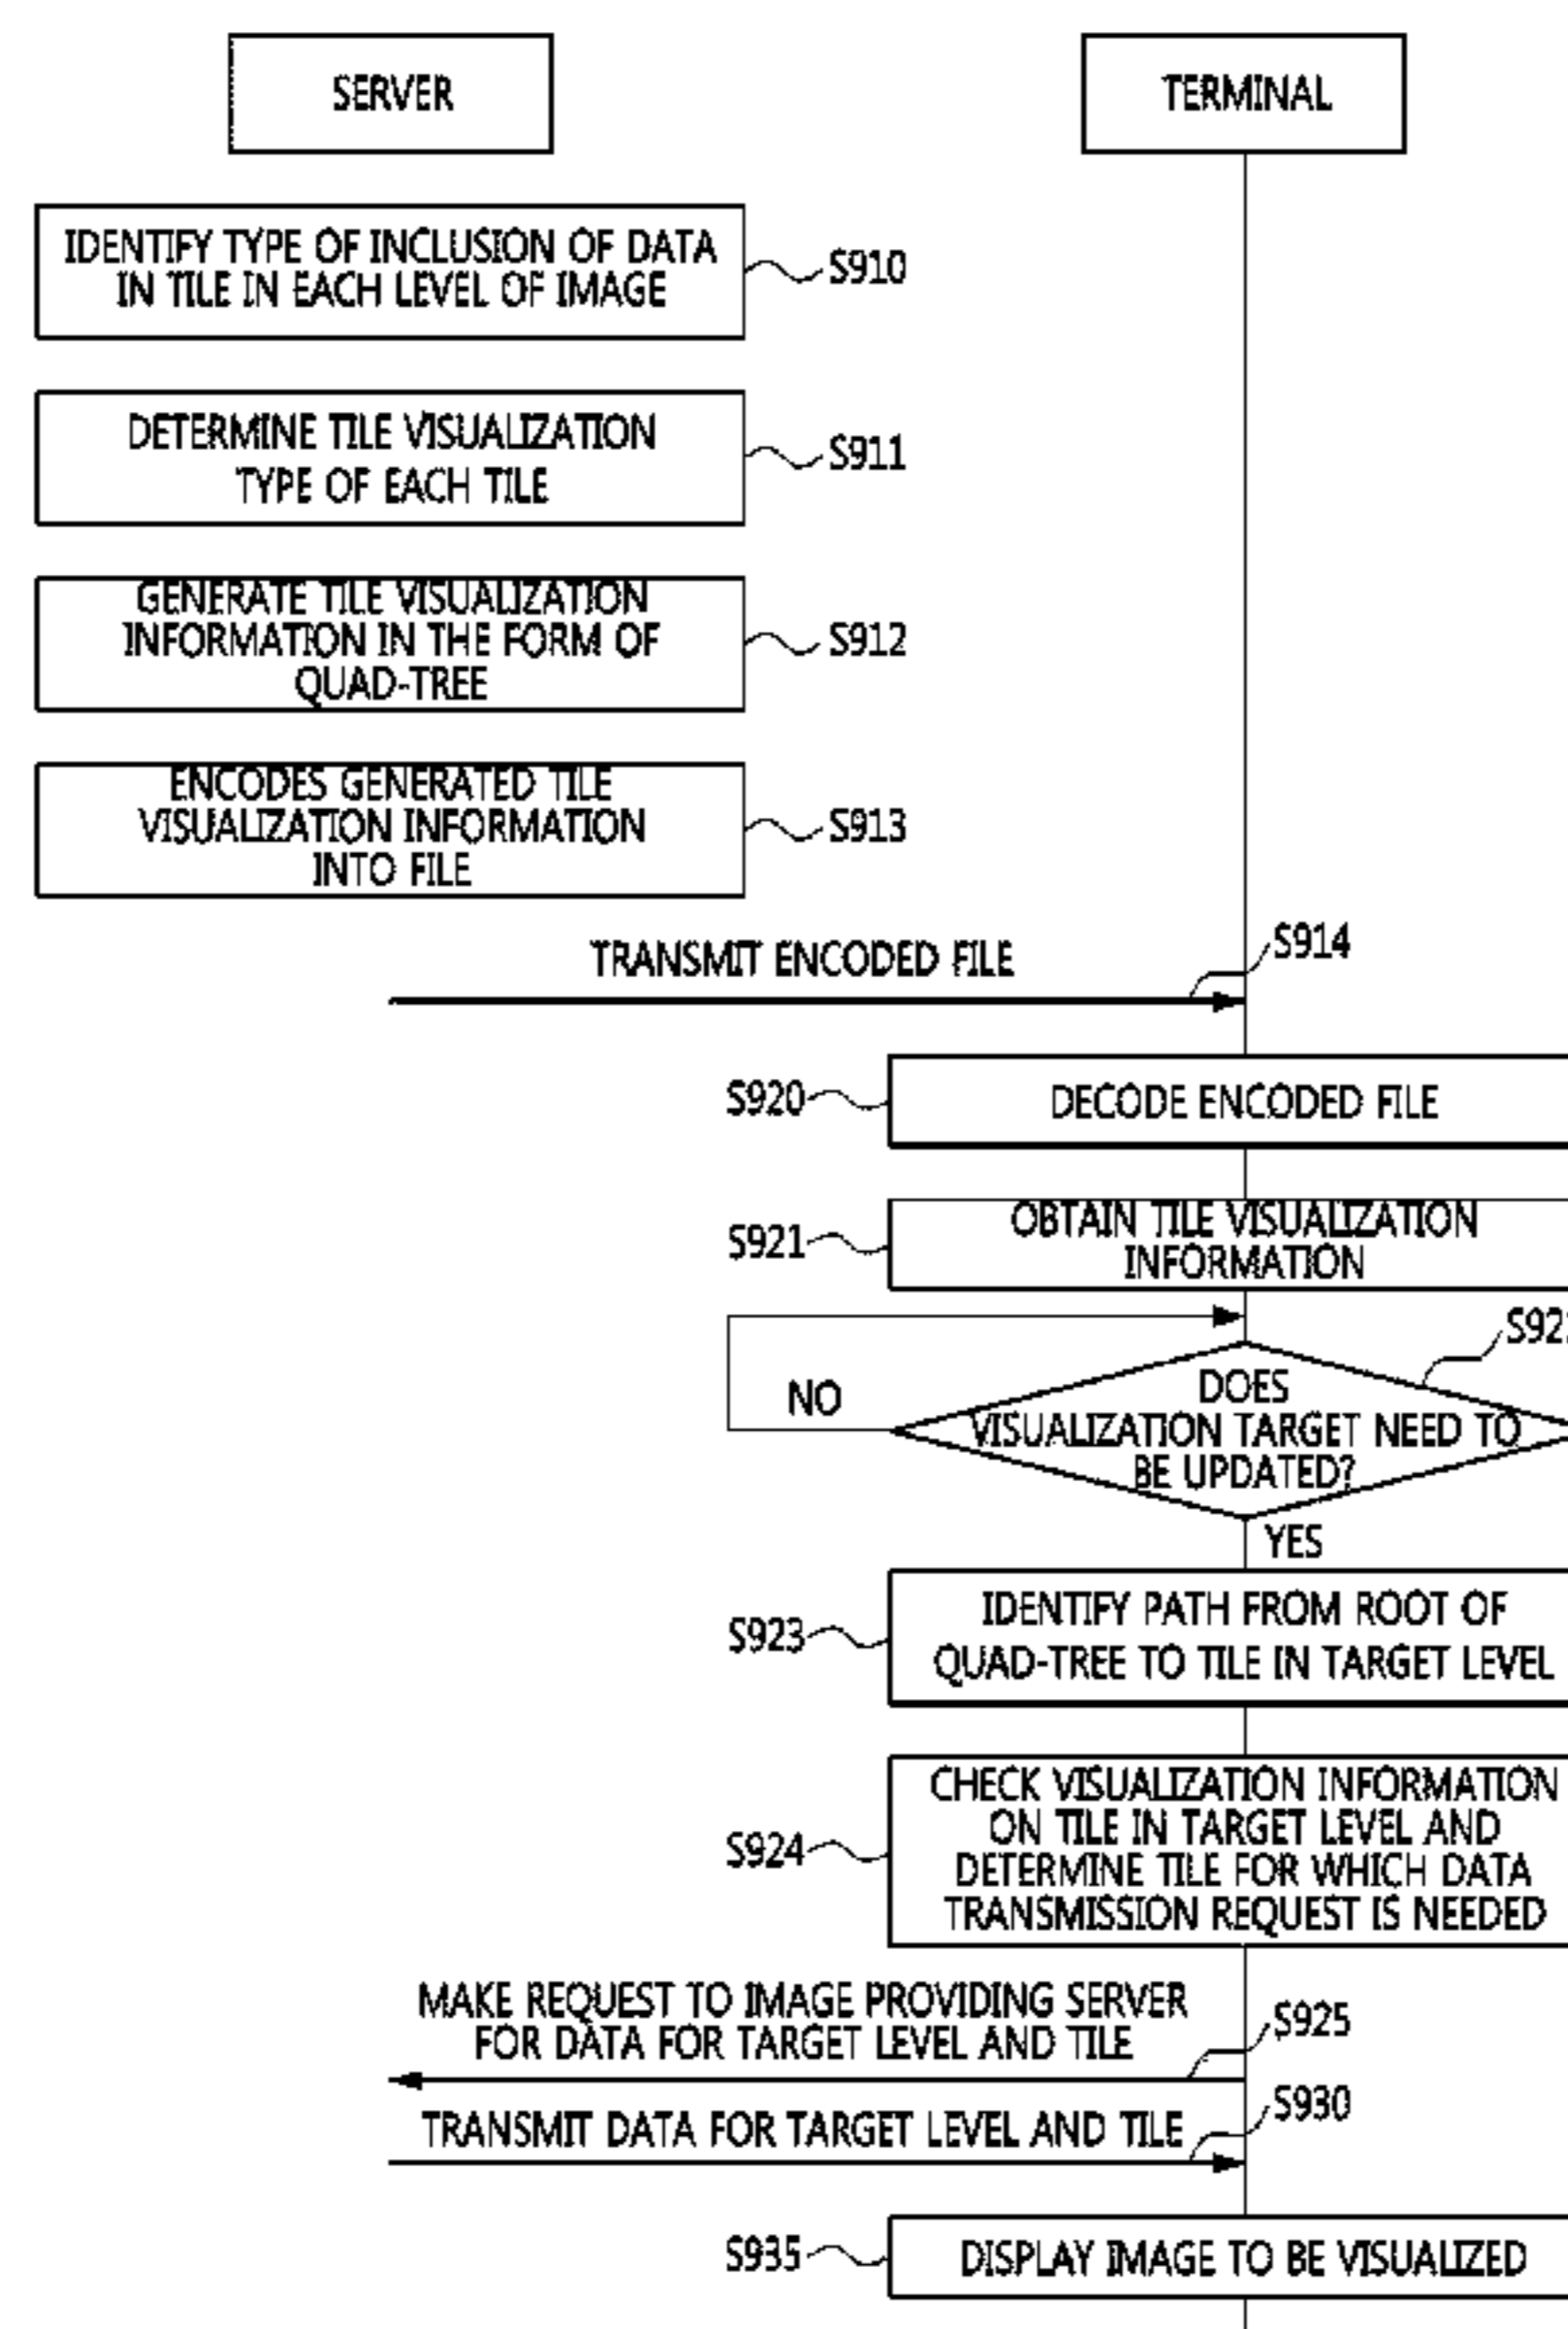 SERVER
TERMINAL
IDENTIFY TYPE OF INCLUSION OF DATA
IN TILE IN EACH LEVEL OF IMAGE
S910
DETERMINE TILE VISUALIZATION
TYPE OF EACH TILE
S911
GENERATE TILE VISUALIZATION
INFORMATION IN THE FORM OF
QUAD-TREE
S912
ENCODES GENERATED TILE
VISUALIZATION INFORMATION
INTO FILE
S913
TRANSMIT ENCODED FILE
S914
S920
DECODE ENCODED FILE
S921
OBTAIN TILE VISUALIZATION
INFORMATION
NO
DOES
VISUALIZATION TARGET NEED TO
BE UPDATED?
YES
S923
IDENTIFY PATH FROM ROOT OF
QUAD-TREE TO TILE IN TARGET LEVEL
S924
CHECK VISUALIZATION INFORMATION
ON TILE IN TARGET LEVEL AND
DETERMINE TILE FOR WHICH DATA
TRANSMISSION REQUEST IS NEEDED
MAKE REQUEST TO IMAGE PROVIDING SERVER
FOR DATA FOR TARGET LEVEL AND TILE
S925
TRANSMIT DATA FOR TARGET LEVEL AND TILE
S930
S935
DISPLAY IMAGE TO BE VISUALIZED